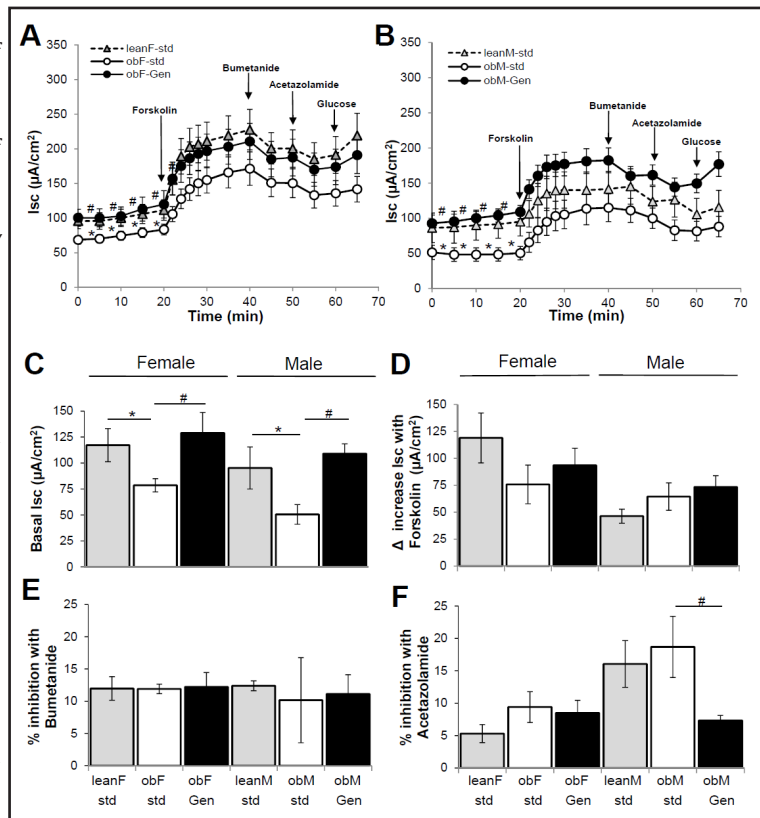 A
leanF-std
obF-std
obF-Gen
Forskolin
Bumetanide
Acetazolamide
Glucose
Isc (µA/cm²)
300
250
200
150
100
50
0
# # # # #
* * * *
0 10 20 30 40 50 60 70
Time (min)
B
leanM-std
obM-std
obM-Gen
Forskolin
Bumetanide
Acetazolamide
Glucose
Isc (µA/cm²)
300
250
200
150
100
50
0
# # # #
* * * *
0 10 20 30 40 50 60 70
Time (min)
C
Female Male
Basal Isc (µA/cm²)
150
125
100
75
50
25
0
* # * #
D
Female Male
Δ increase Isc with
Forskolin (µA/cm²)
150
125
100
75
50
25
0
E
% inhibition with
Bumetanide
25
20
15
10
5
0
leanF obF obF leanM obM obM
std std Gen std std Gen
F
% inhibition with
Acetazolamide
25
20
15
10
5
0
#
leanF obF obF leanM obM obM
std std Gen std std Gen